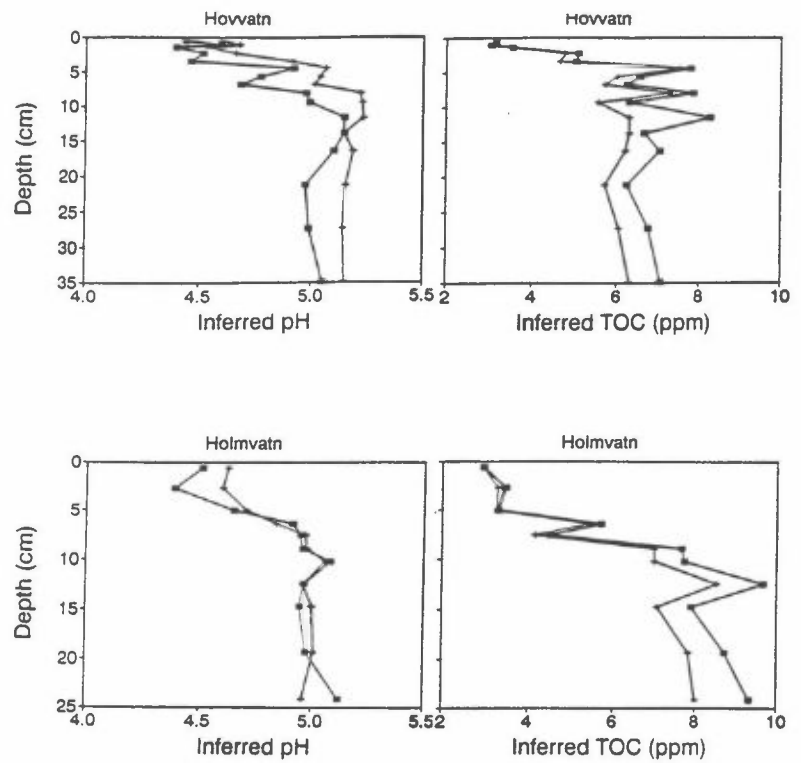 Hovvatn
Hovvatn
Depth (cm)
0
5
10
15
20
25
30
35
4.0 4.5 5.0 5.5
2 4 6 8 10
Inferred pH
Inferred TOC (ppm)
Holmvatn
Holmvatn
Depth (cm)
0
5
10
15
20
25
4.0 4.5 5.0 5.5
2 4 6 8 10
Inferred pH
Inferred TOC (ppm)